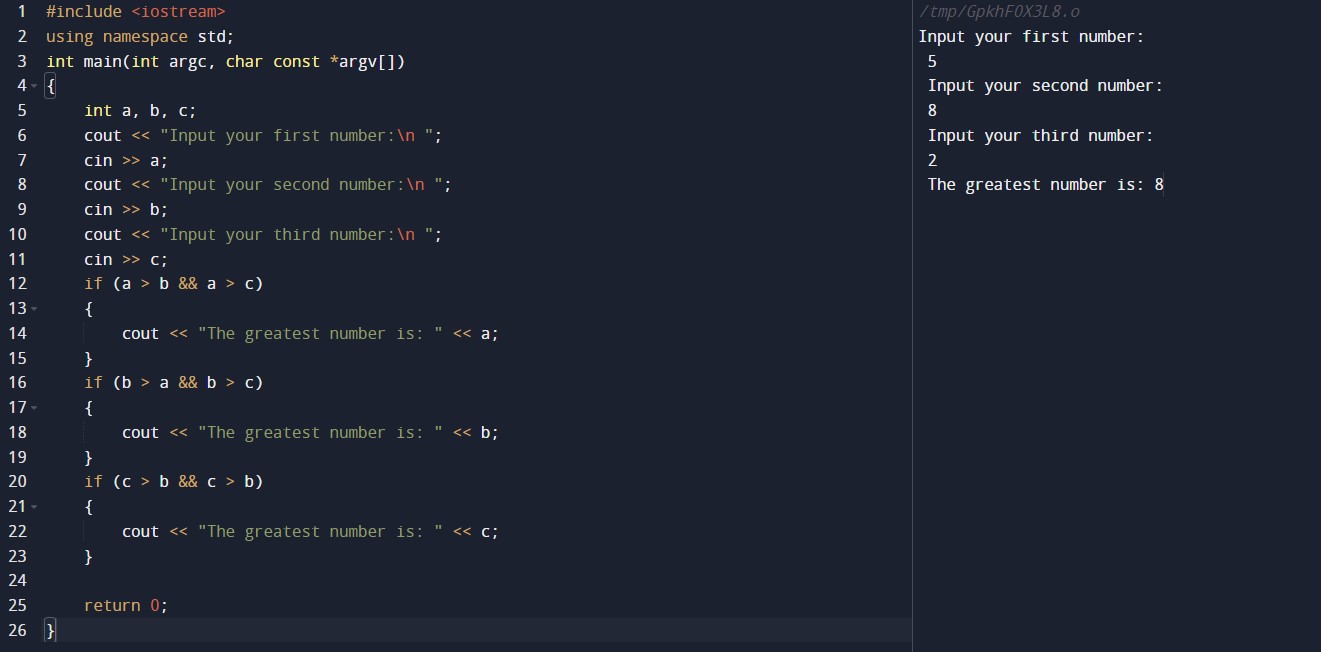 1 #include <iostream>
2 using namespace std;
3 int main(int argc, char const *argv[])
4 {
5     int a, b, c;
6     cout << "Input your first number:\n ";
7     cin >> a;
8     cout << "Input your second number:\n ";
9     cin >> b;
10     cout << "Input your third number:\n ";
11     cin >> c;
12     if (a > b && a > c)
13     {
14         cout << "The greatest number is: " << a;
15     }
16     if (b > a && b > c)
17     {
18         cout << "The greatest number is: " << b;
19     }
20     if (c > b && c > b)
21     {
22         cout << "The greatest number is: " << c;
23     }
24
25     return 0;
26 }
/tmp/GpkhF0X3L8.o
Input your first number:
5
Input your second number:
8
Input your third number:
2
The greatest number is: 8